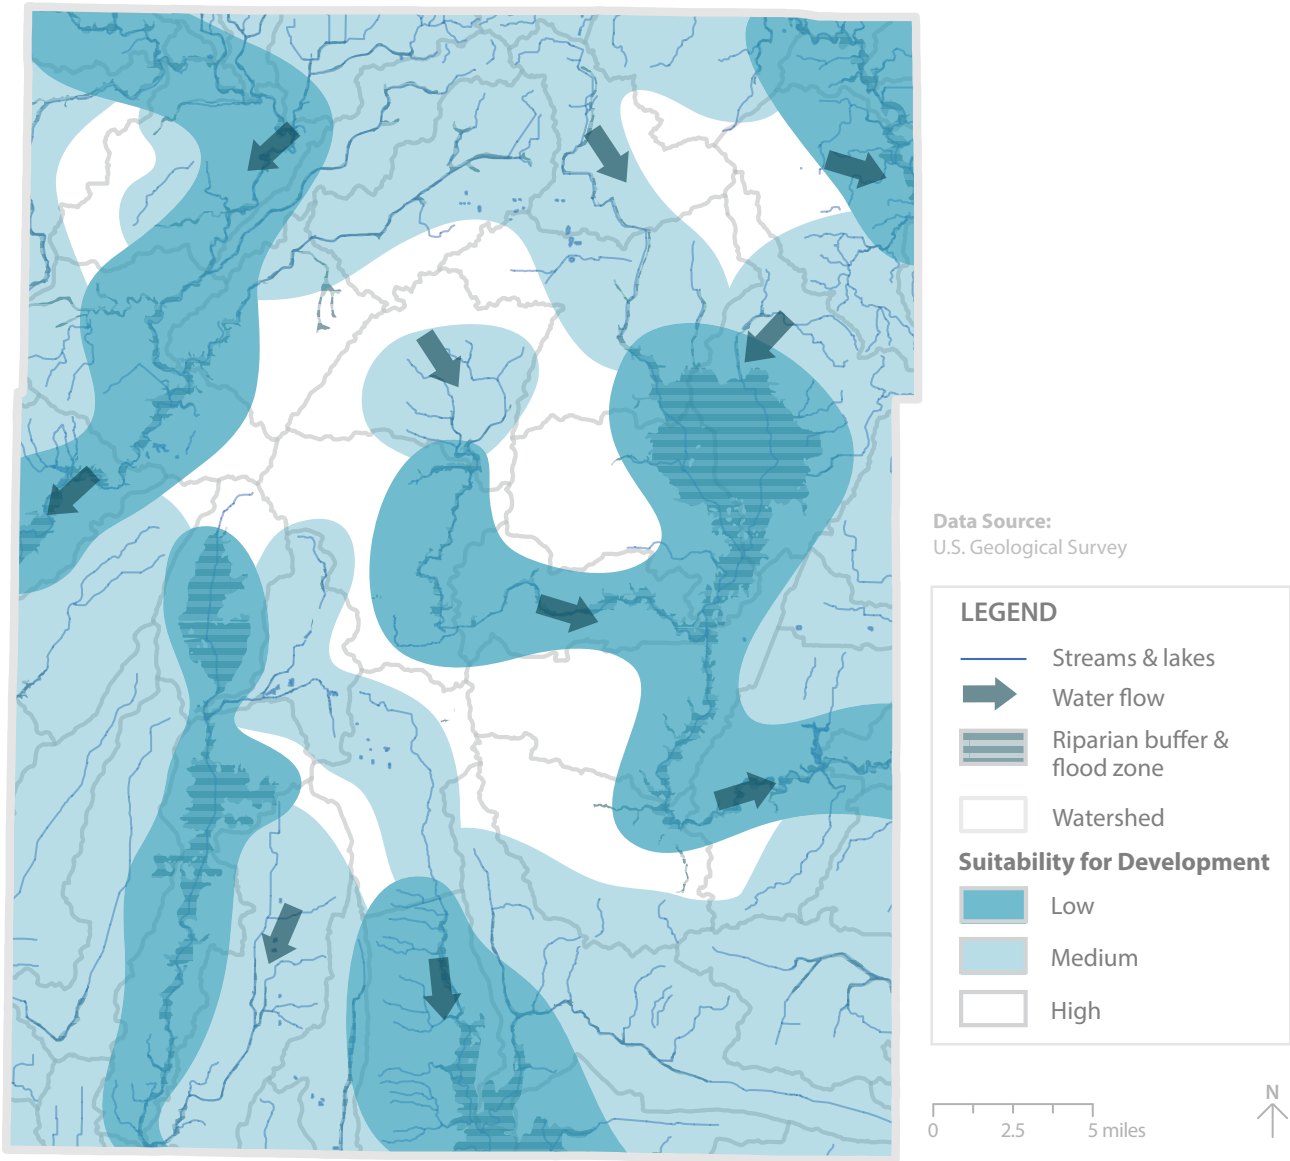 Data Source:
U.S. Geological Survey
LEGEND
Streams & lakes
Water flow
Riparian buffer &
flood zone
Watershed
Suitability for Development
Low
Medium
High
N
0 2.5 5 miles